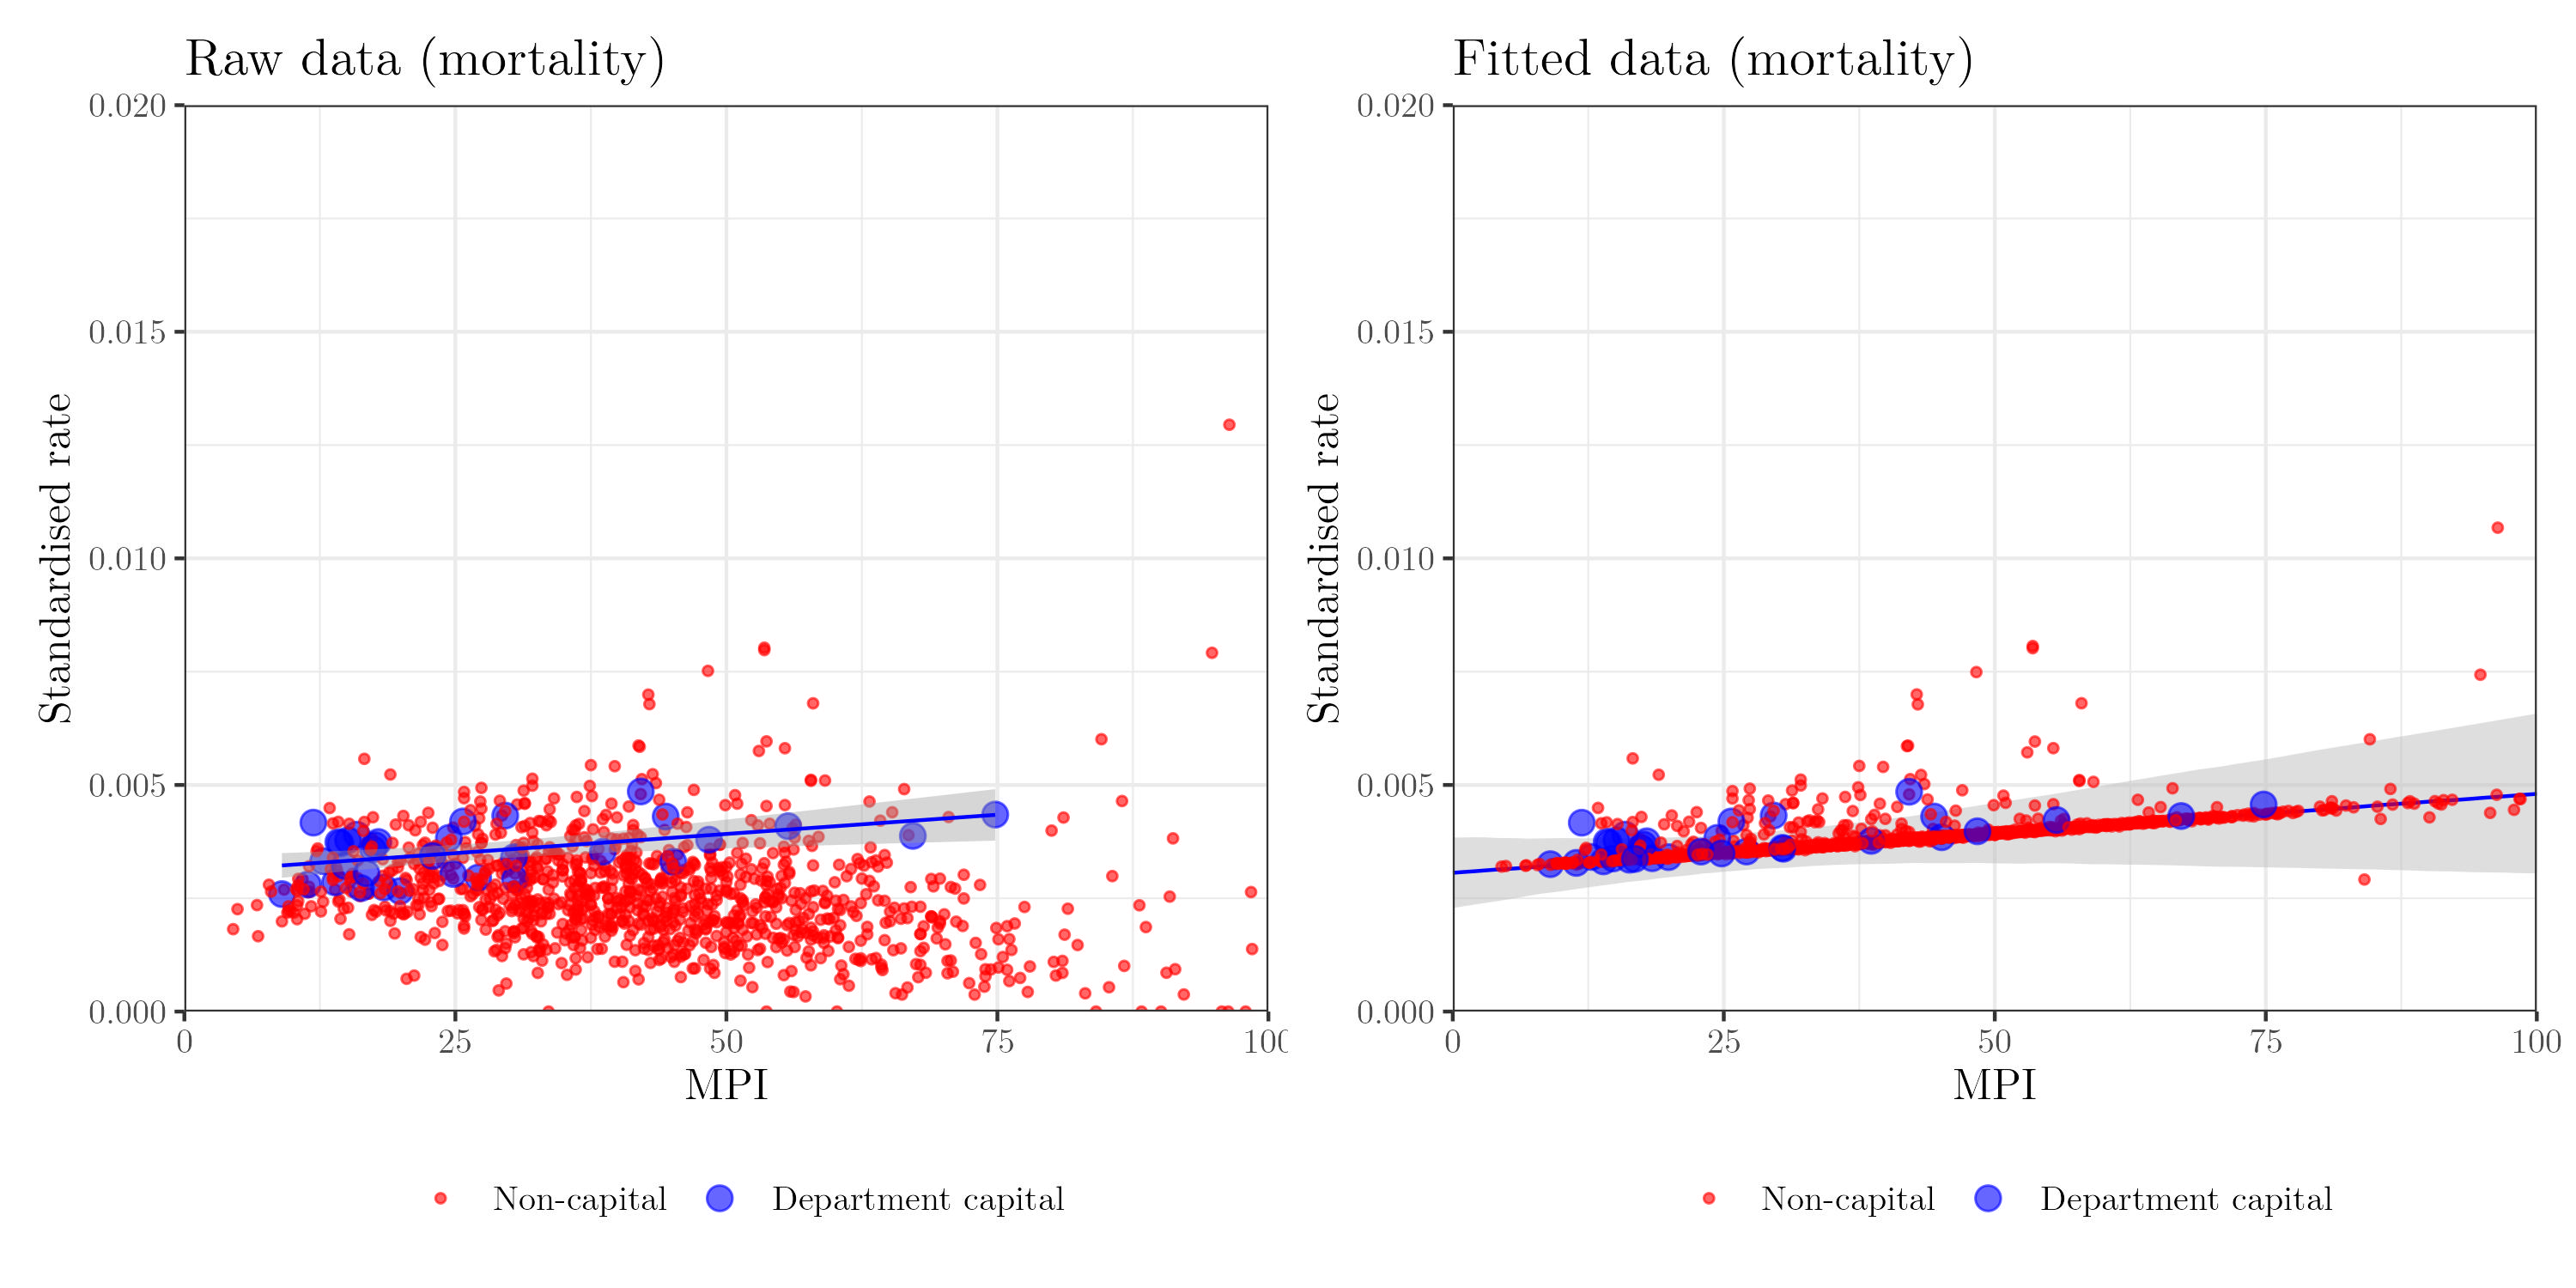 Raw data (mortality)
0.020
0.015
0.010
0.005
0.000
Standardised rate
0 25 50 75 100
MPI
Non-capital Department capital
Fitted data (mortality)
0.020
0.015
0.010
0.005
0.000
Standardised rate
0 25 50 75 100
MPI
Non-capital Department capital